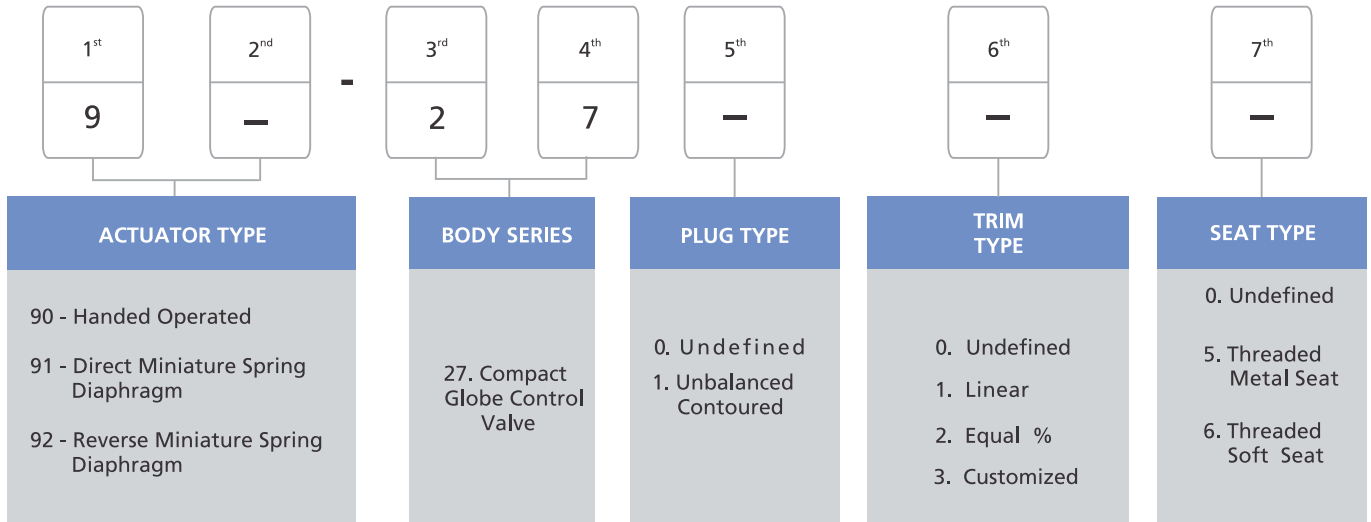 1st 2nd 3rd 4th 5th 6th 7th
9 – - 2 7 – – –
ACTUATOR TYPE
90 - Handed Operated
91 - Direct Miniature Spring
Diaphragm
92 - Reverse Miniature Spring
Diaphragm
BODY SERIES
27. Compact
Globe Control
Valve
PLUG TYPE
0. Undefined
1. Unbalanced
Contoured
TRIM
TYPE
0. Undefined
1. Linear
2. Equal %
3. Customized
SEAT TYPE
0. Undefined
5. Threaded
Metal Seat
6. Threaded
Soft Seat